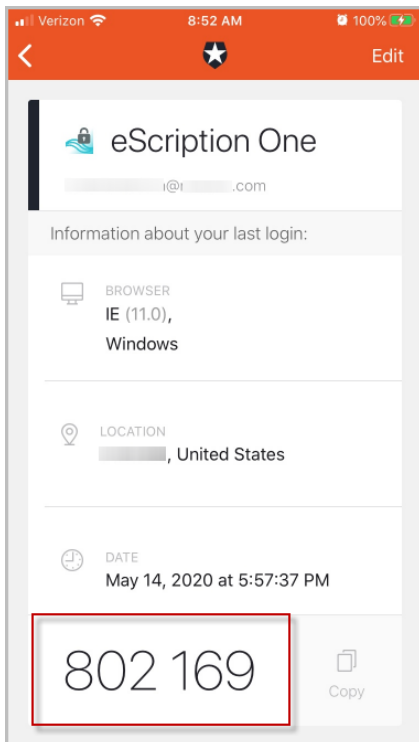 Verizon 8:52 AM 100%
Edit
eScription One
@ .com
Information about your last login:
BROWSER
IE (11.0),
Windows
LOCATION
, United States
DATE
May 14, 2020 at 5:57:37 PM
802 169
Copy